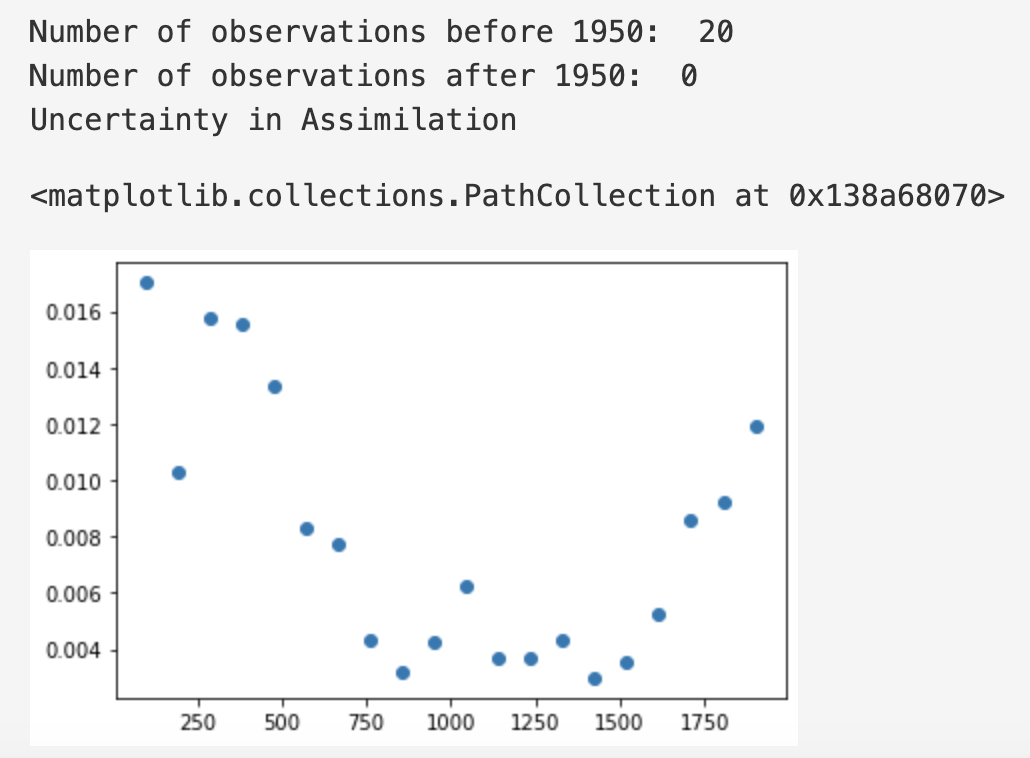 Number of observations before 1950:  20
Number of observations after 1950:  0
Uncertainty in Assimilation
<matplotlib.collections.PathCollection at 0x138a68070>
0.016
0.014
0.012
0.010
0.008
0.006
0.004
250 500 750 1000 1250 1500 1750